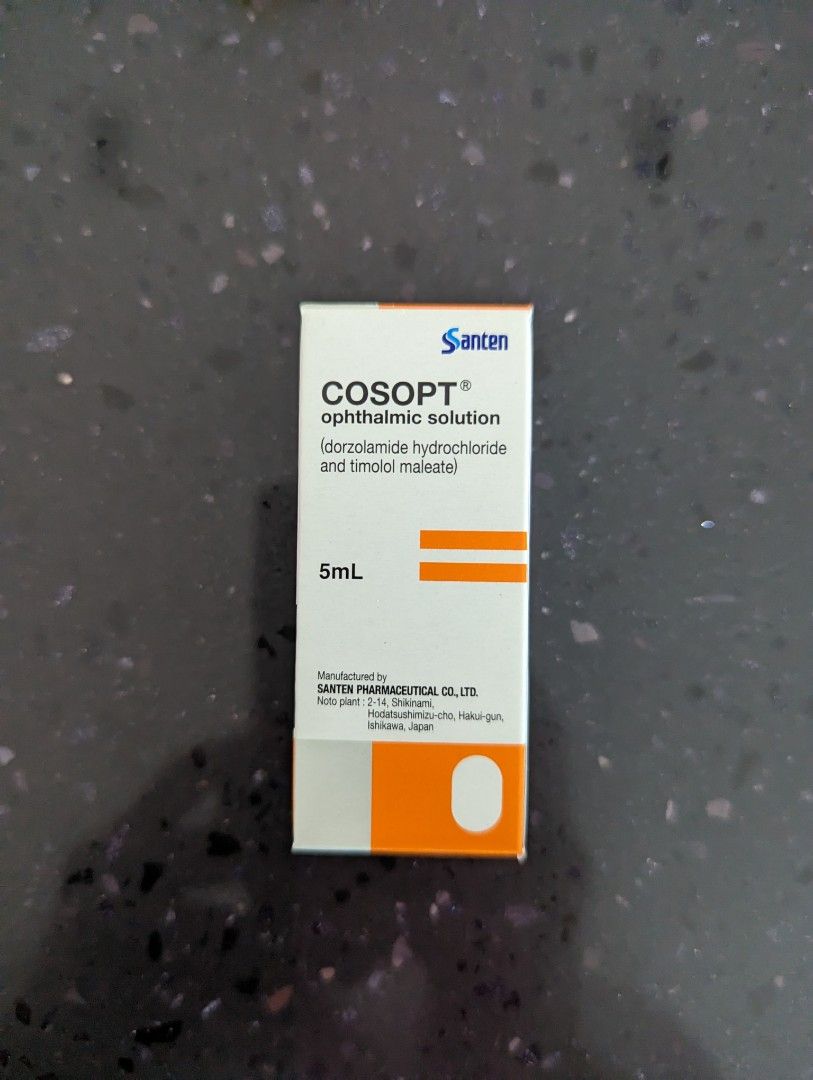 Santen
COSOPT®
ophthalmic solution
(dorzolamide hydrochloride
and timolol maleate)
5mL
Manufactured by
SANTEN PHARMACEUTICAL CO., LTD.
Noto plant : 2-14, Shikinami,
Hodatsushimizu-cho, Hakui-gun,
Ishikawa, Japan